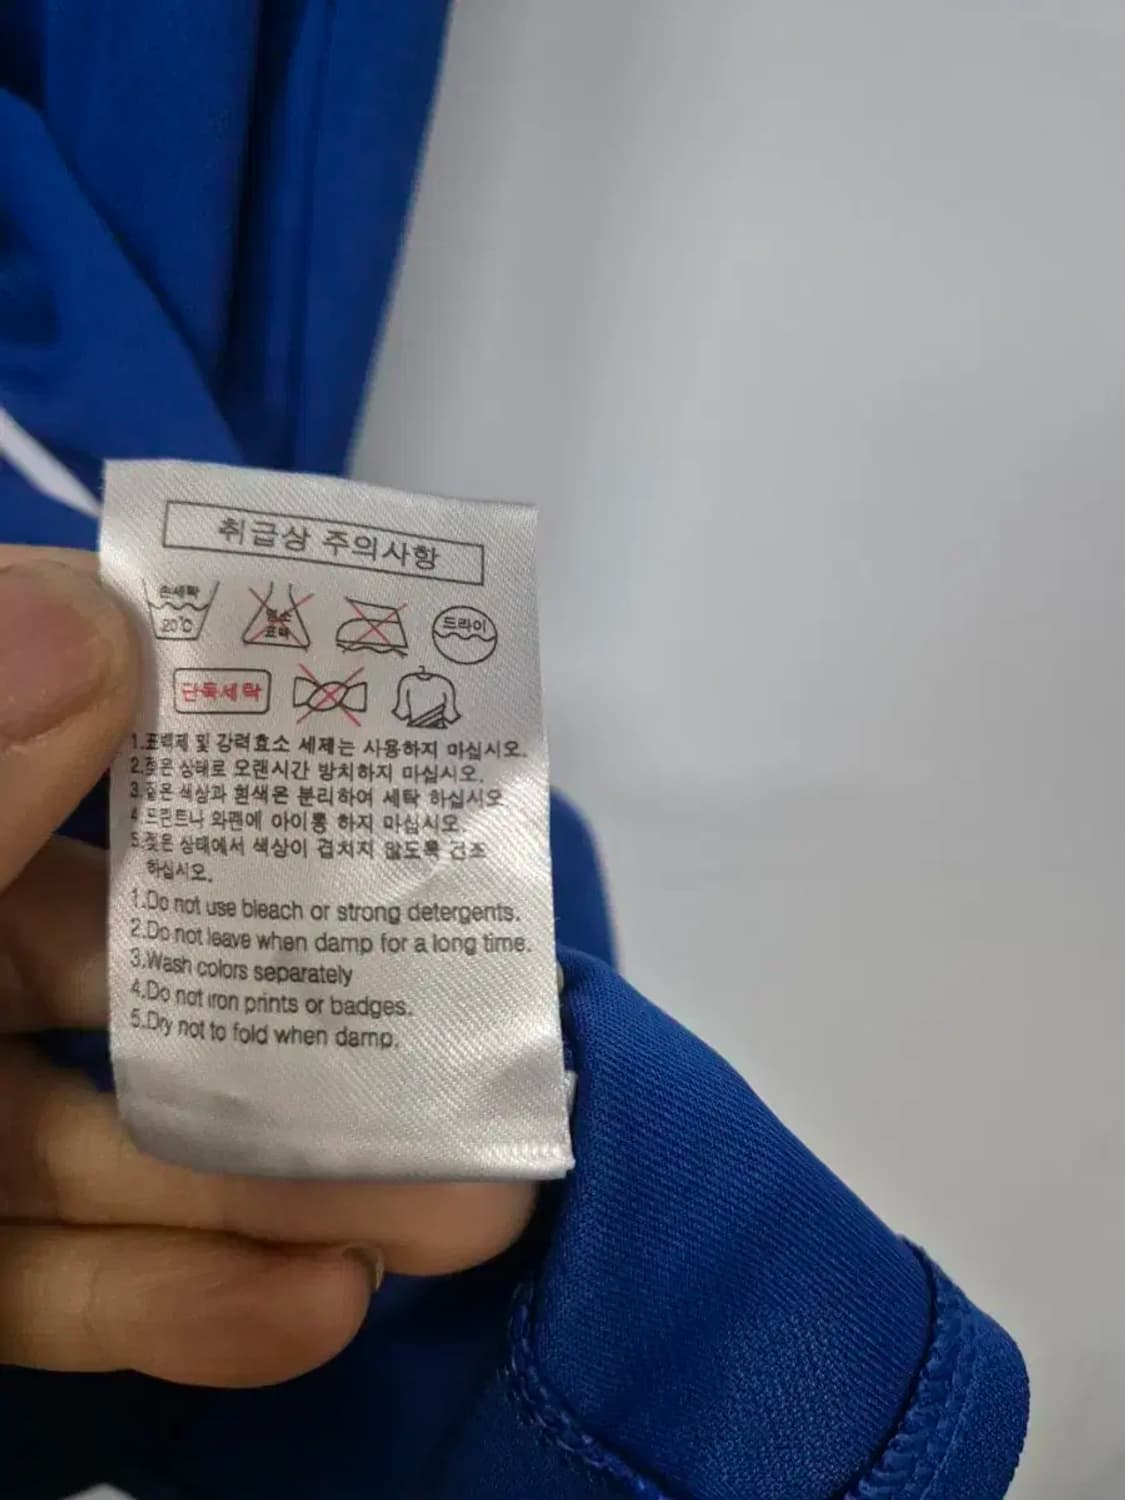 취급상 주의사항
손세탁
20℃
염소
표백
드라이
단독세탁
1.표백제 및 강력효소 세제는 사용하지 마십시오.
2.젖은 상태로 오랜시간 방치하지 마십시오.
3.짙은 색상과 흰색은 분리하여 세탁 하십시오
4.프린트나 와펜에 아이롱 하지 마십시오.
5.젖은 상태에서 색상이 겹치지 않도록 건조
하십시오.
1.Do not use bleach or strong detergents.
2.Do not leave when damp for a long time.
3.Wash colors separately
4.Do not iron prints or badges.
5.Dry not to fold when damp.